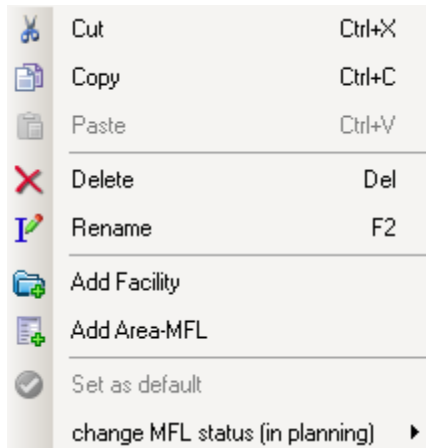 Cut Ctrl+X
Copy Ctrl+C
Paste Ctrl+V
Delete Del
Rename F2
Add Facility
Add Area-MFL
Set as default
change MFL status (in planning)